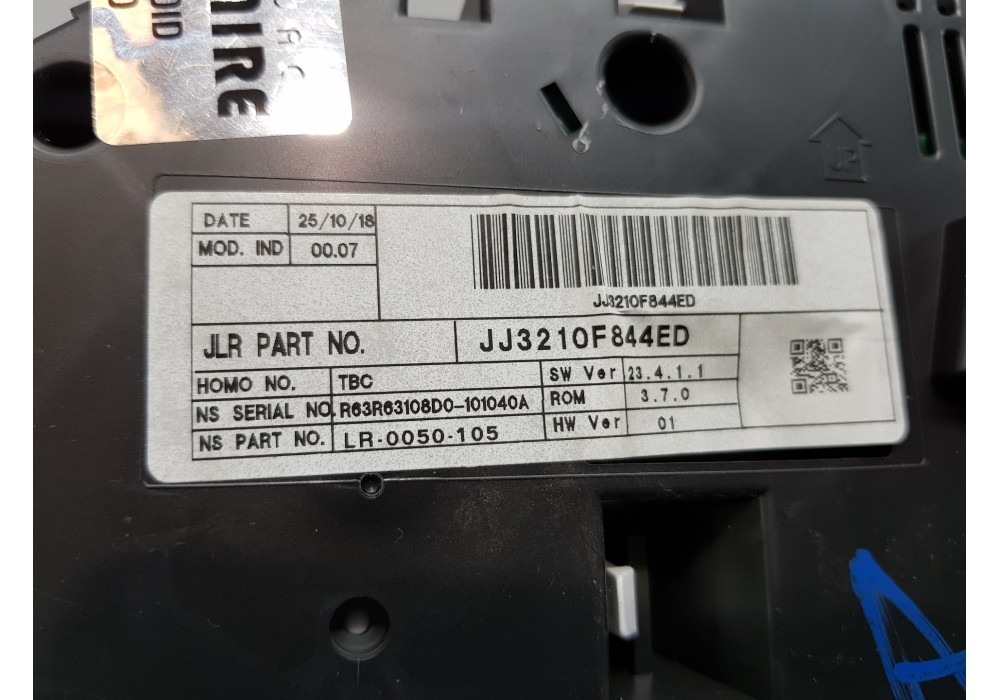 OID
NIRE
C A C
JP
DATE 25/10/18
MOD. IND 00.07
JJ3210F844ED
JLR PART NO. JJ3210F844ED
HOMO NO. TBC SW Ver 23.4.1.1
NS SERIAL NO. R63R63108D0-101040A ROM 3.7.0
NS PART NO. LR-0050-105 HW Ver 01
A